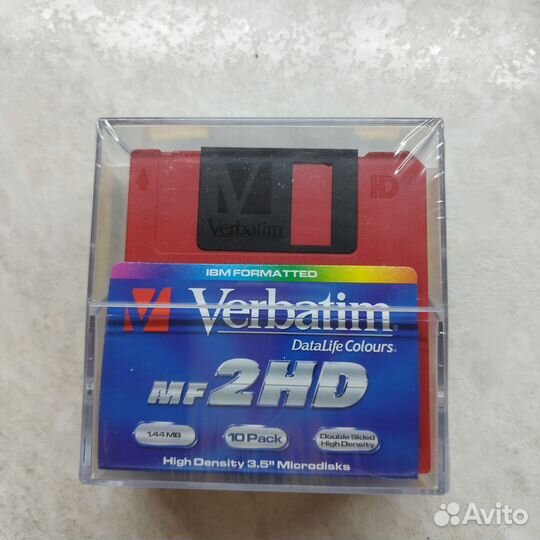 HD
Verbatim
IBM FORMATTED
Verbatim
DataLife Colours
MF 2HD
1.44 MB
10 Pack
Double Sided
High Density
High Density 3.5" Microdisks
Avito